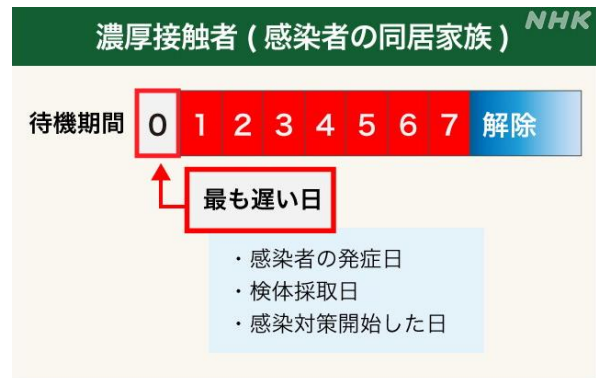 濃厚接触者 ( 感染者の同居家族 )
NHK
待機期間 0 1 2 3 4 5 6 7 解除
最も遅い日
・感染者の発症日
・検体採取日
・感染対策開始した日